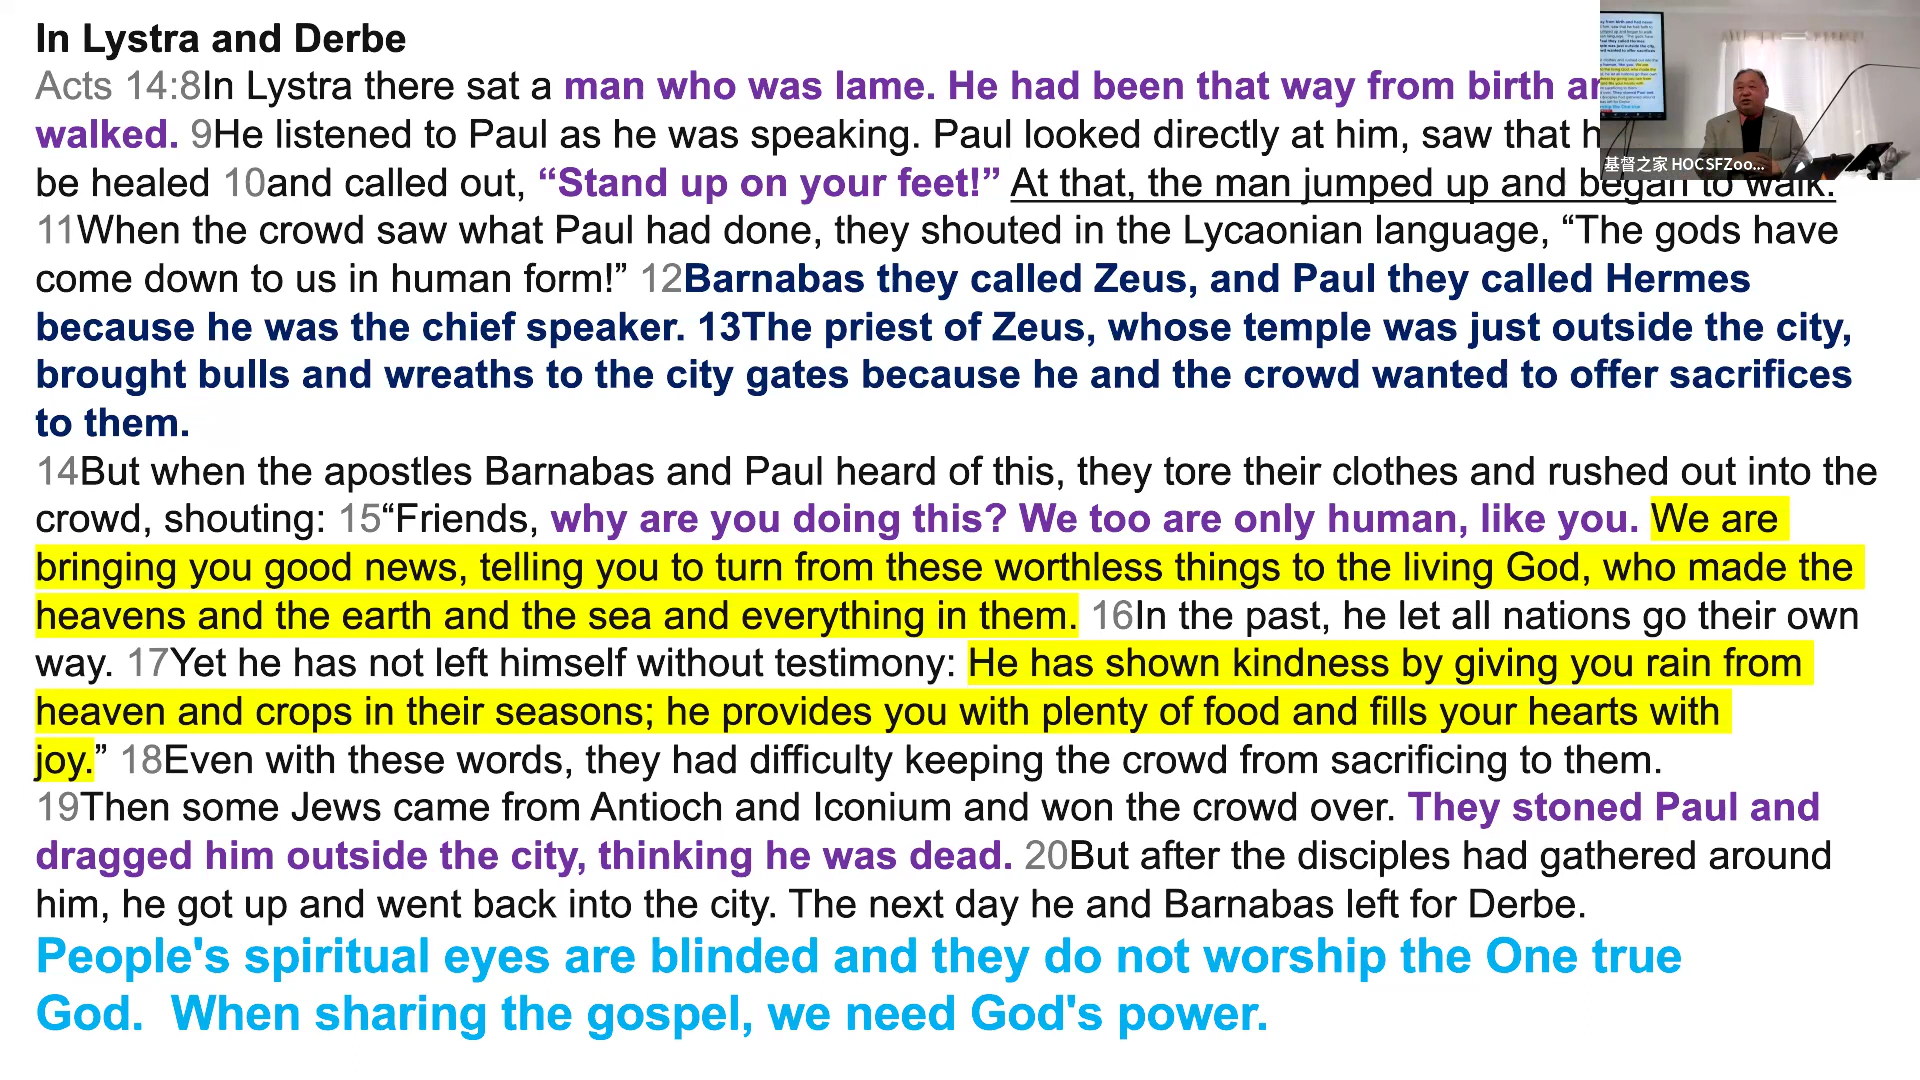 In Lystra and Derbe
Acts 14:8In Lystra there sat a man who was lame. He had been that way from birth
walked. 9He listened to Paul as he was speaking. Paul looked directly at him, saw that
be healed 10and called out, “Stand up on your feet!” At that, the man jumped up and began to walk.
11When the crowd saw what Paul had done, they shouted in the Lycaonian language, “The gods have
come down to us in human form!” 12Barnabas they called Zeus, and Paul they called Hermes
because he was the chief speaker. 13The priest of Zeus, whose temple was just outside the city,
brought bulls and wreaths to the city gates because he and the crowd wanted to offer sacrifices
to them.
14But when the apostles Barnabas and Paul heard of this, they tore their clothes and rushed out into the
crowd, shouting: 15“Friends, why are you doing this? We too are only human, like you. We are
bringing you good news, telling you to turn from these worthless things to the living God, who made the
heavens and the earth and the sea and everything in them. 16In the past, he let all nations go their own
way. 17Yet he has not left himself without testimony: He has shown kindness by giving you rain from
heaven and crops in their seasons; he provides you with plenty of food and fills your hearts with
joy.” 18Even with these words, they had difficulty keeping the crowd from sacrificing to them.
19Then some Jews came from Antioch and Iconium and won the crowd over. They stoned Paul and
dragged him outside the city, thinking he was dead. 20But after the disciples had gathered around
him, he got up and went back into the city. The next day he and Barnabas left for Derbe.
People's spiritual eyes are blinded and they do not worship the One true
God.  When sharing the gospel, we need God's power.
基督之家 HOCSFZoo...